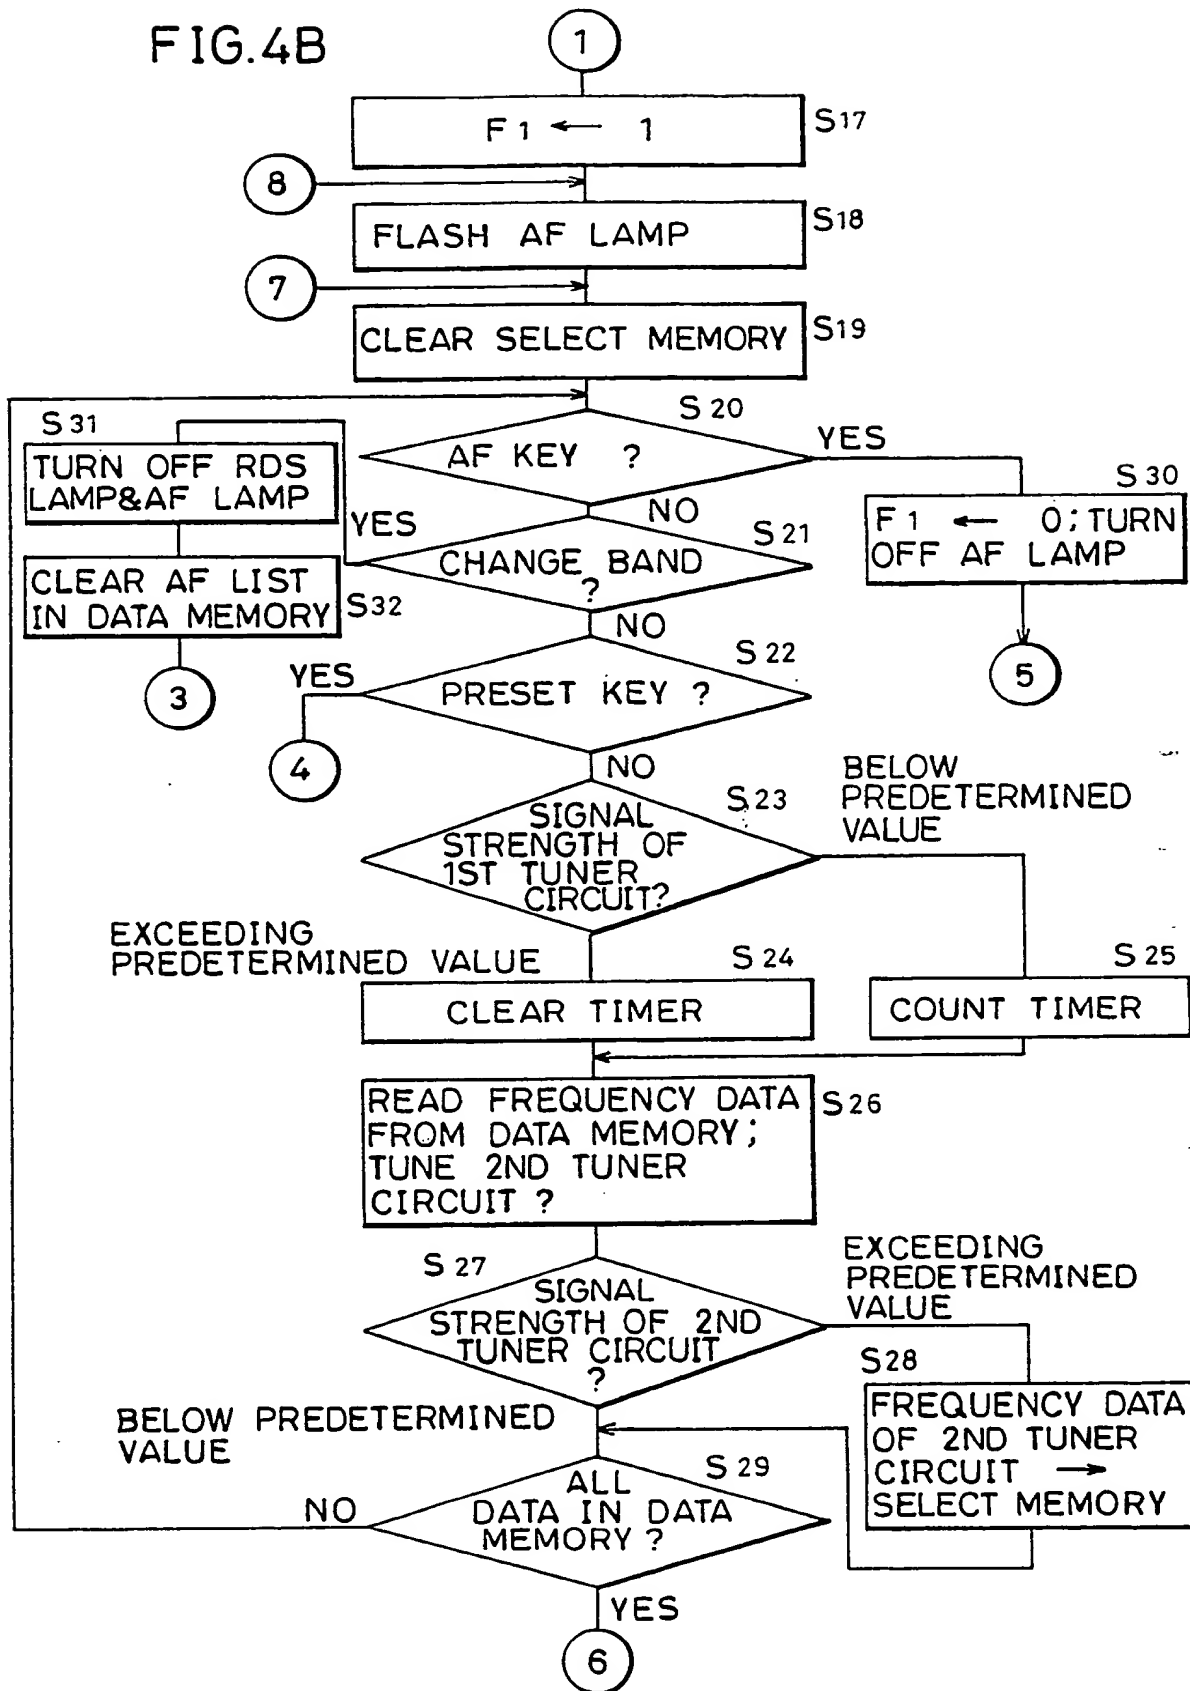 FIG.4B
1
F1 ← 1
S17
8
FLASH AF LAMP
S18
7
CLEAR SELECT MEMORY
S19
S20
AF KEY ?
YES
NO
S31
TURN OFF RDS
LAMP&AF LAMP
S30
F1 ← 0;TURN
OFF AF LAMP
5
YES
S21
CHANGE BAND
?
NO
CLEAR AF LIST
IN DATA MEMORY
S32
3
S22
PRESET KEY ?
YES
4
NO
S23
SIGNAL
STRENGTH OF
1ST TUNER
CIRCUIT?
BELOW
PREDETERMINED
VALUE
EXCEEDING
PREDETERMINED VALUE
S24
CLEAR TIMER
S25
COUNT TIMER
READ FREQUENCY DATA
FROM DATA MEMORY;
TUNE 2ND TUNER
CIRCUIT ?
S26
S27
SIGNAL
STRENGTH OF 2ND
TUNER CIRCUIT
?
EXCEEDING
PREDETERMINED
VALUE
S28
FREQUENCY DATA
OF 2ND TUNER
CIRCUIT →
SELECT MEMORY
BELOW PREDETERMINED
VALUE
S29
ALL
DATA IN DATA
MEMORY ?
NO
YES
6